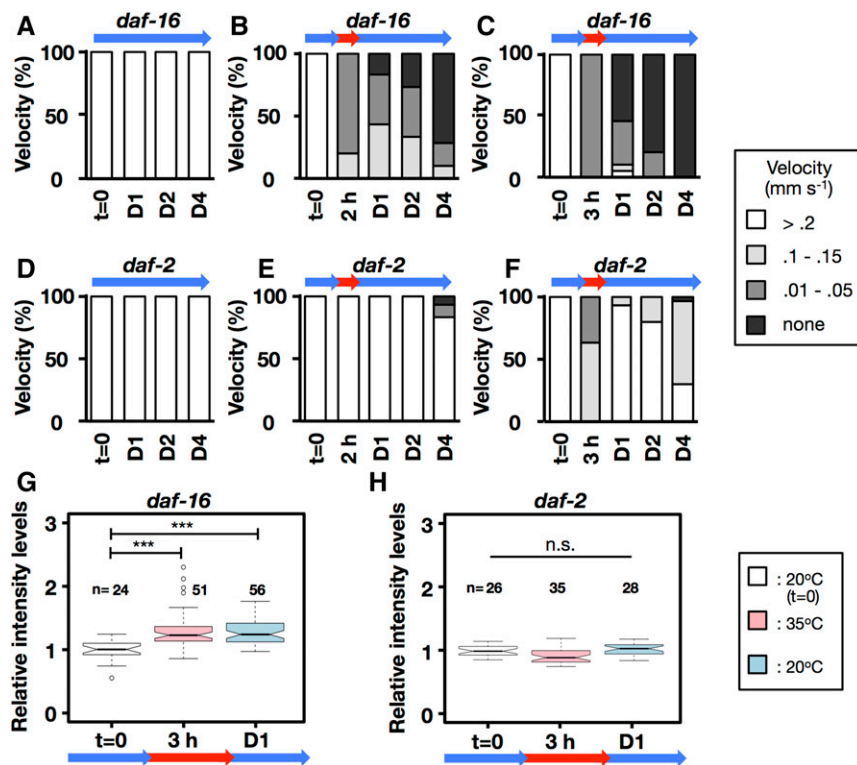 A
daf-16
Velocity (%)
100
50
0
t=0
D1
D2
D4
B
daf-16
Velocity (%)
100
50
0
t=0
2 h
D1
D2
D4
C
daf-16
Velocity (%)
100
50
0
t=0
3 h
D1
D2
D4
Velocity
(mm s⁻¹)
> .2
.1 - .15
.01 - .05
none
D
daf-2
Velocity (%)
100
50
0
t=0
D1
D2
D4
E
daf-2
Velocity (%)
100
50
0
t=0
2 h
D1
D2
D4
F
daf-2
Velocity (%)
100
50
0
t=0
3 h
D1
D2
D4
G
daf-16
Relative intensity levels
3
2
1
0
***
***
n= 24
51
56
t=0
3 h
D1
H
daf-2
Relative intensity levels
3
2
1
0
n.s.
n= 26
35
28
t=0
3 h
D1
: 20ºC
(t=0)
: 35ºC
: 20ºC